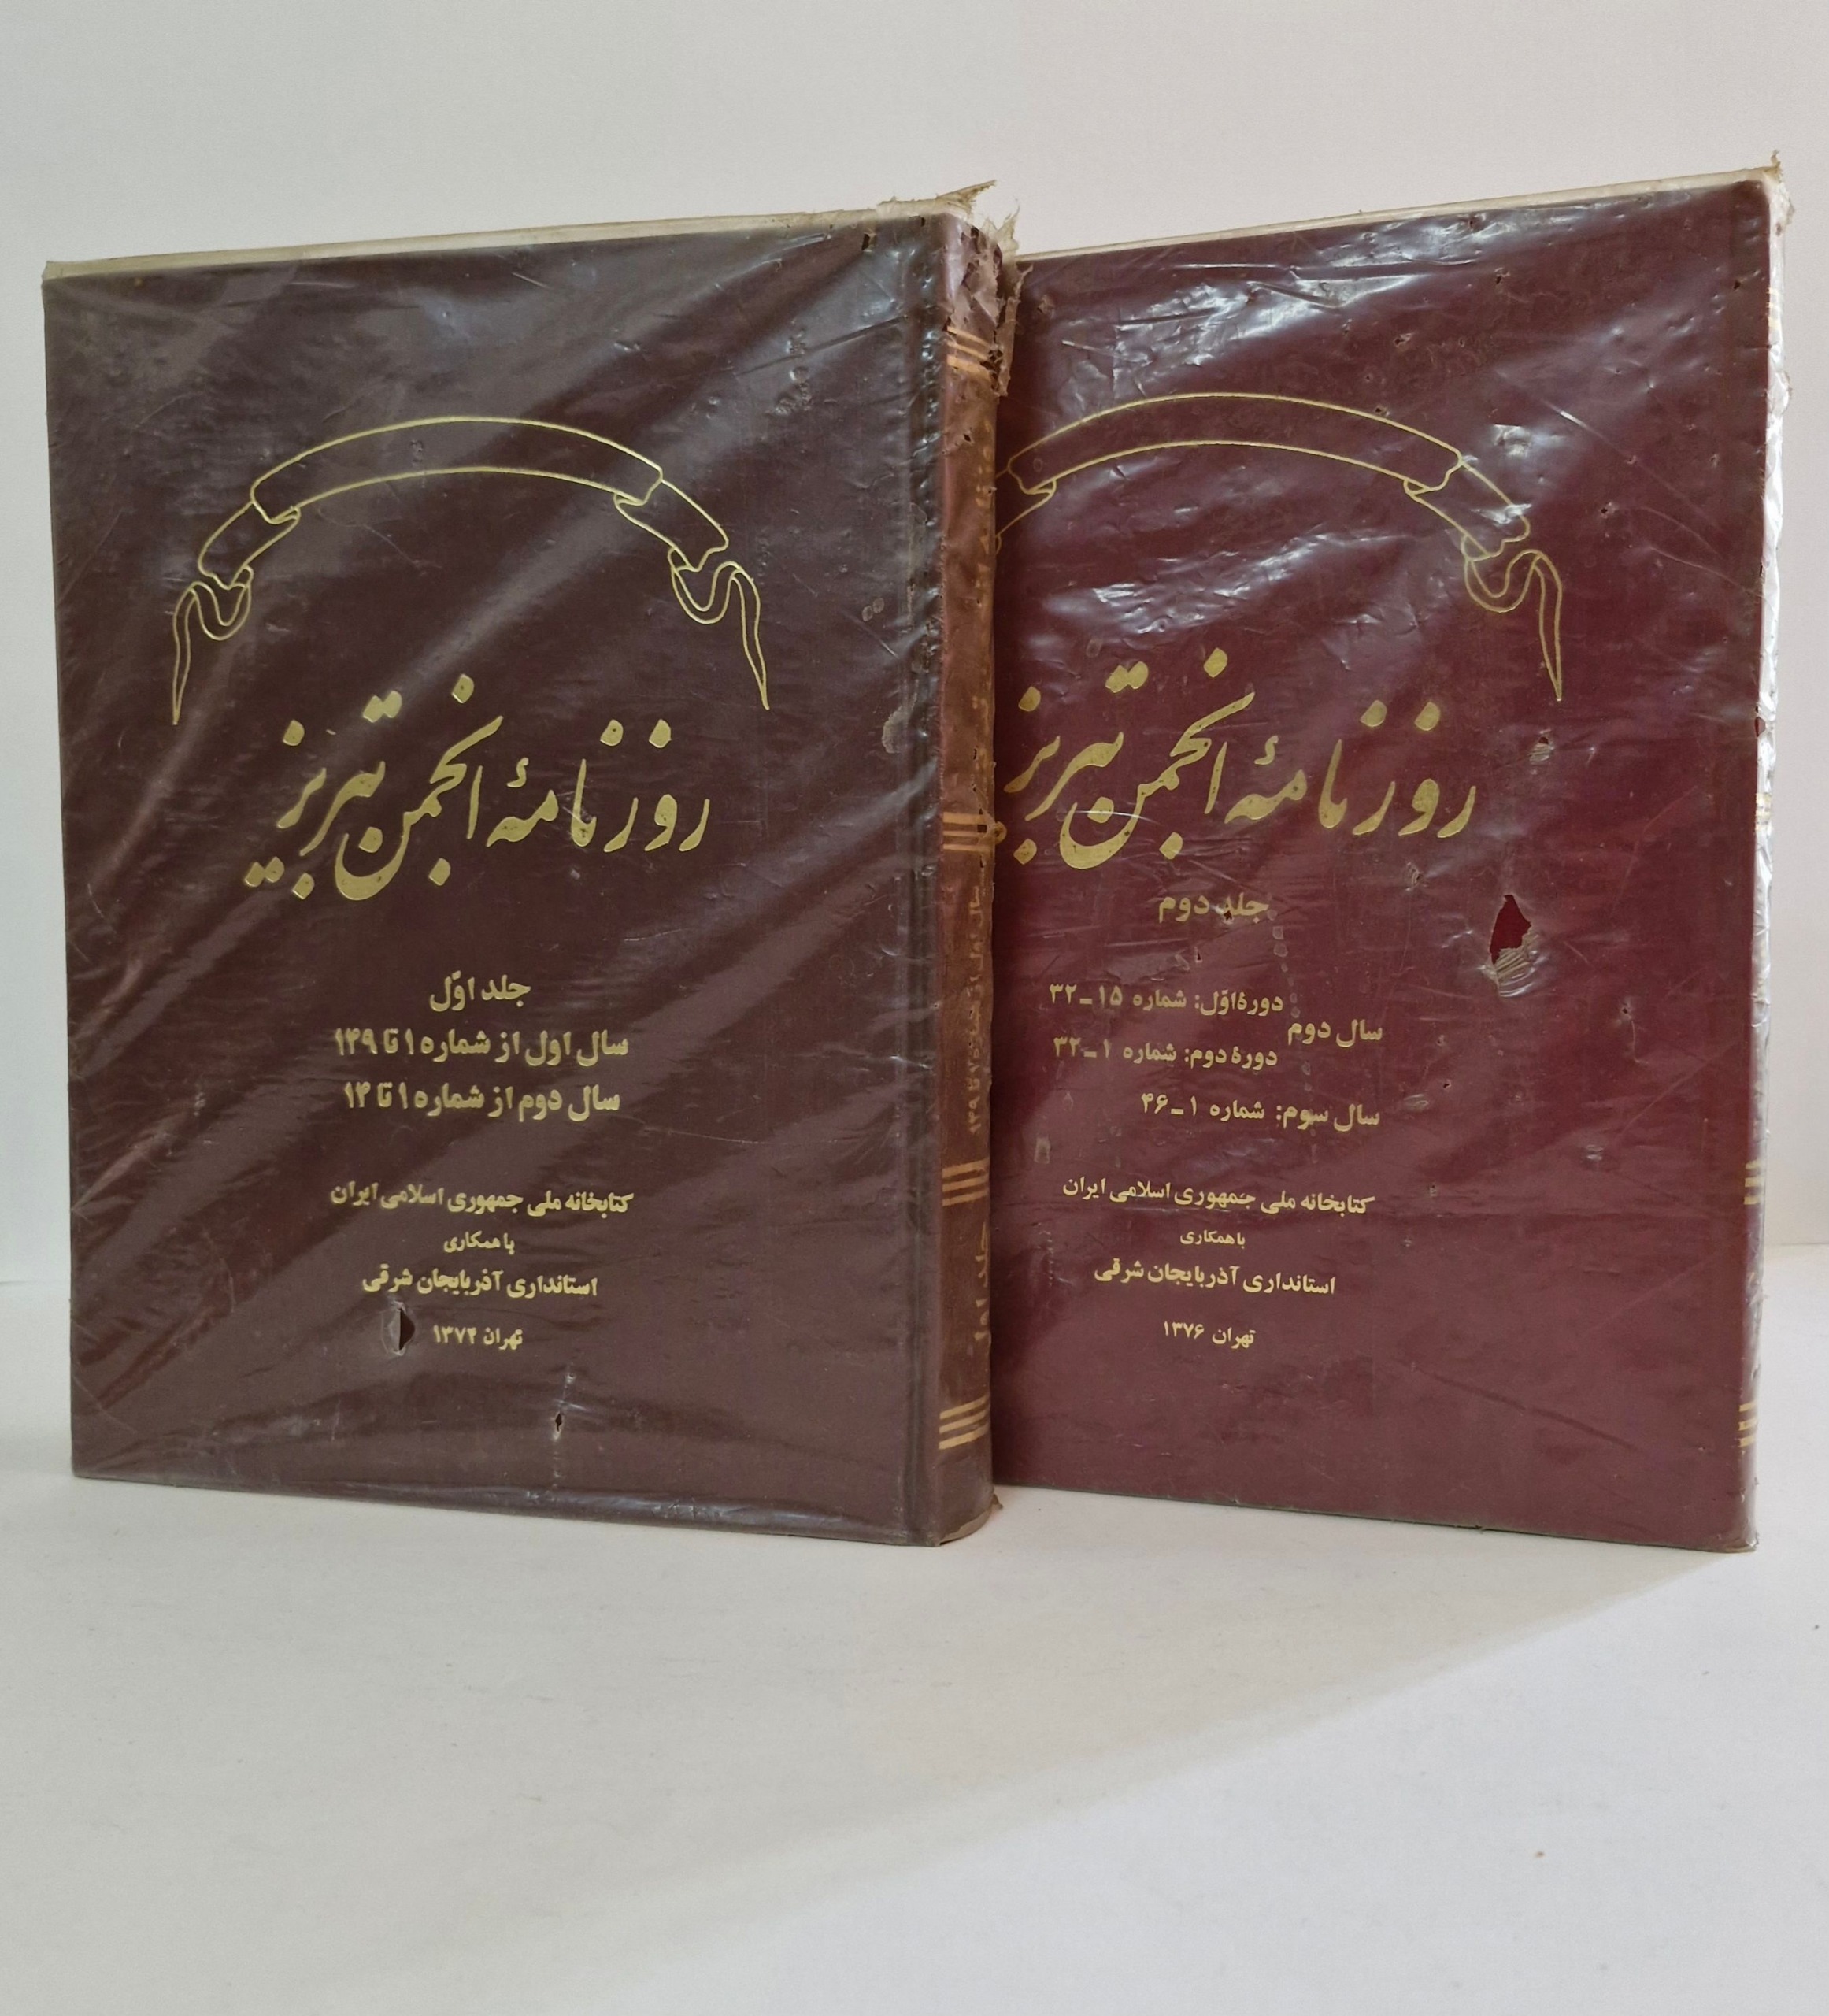 روزنامهٔ انجمن تبریز
جلد اوّل
سال اول از شماره ۱ تا ۱۴۹
سال دوم از شماره ۱ تا ۱۴
کتابخانه ملی جمهوری اسلامی ایران
با همکاری
استانداری آذربایجان شرقی
تهران ۱۳۷۴
روزنامهٔ انجمن تبریز
جلد دوم
سال دوم
دورهٔ اوّل: شماره ۱۵ـ۳۲
دورهٔ دوم: شماره ۱ـ۳۲
سال سوم: شماره ۱ـ۴۶
کتابخانه ملی جمهوری اسلامی ایران
با همکاری
استانداری آذربایجان شرقی
تهران ۱۳۷۶